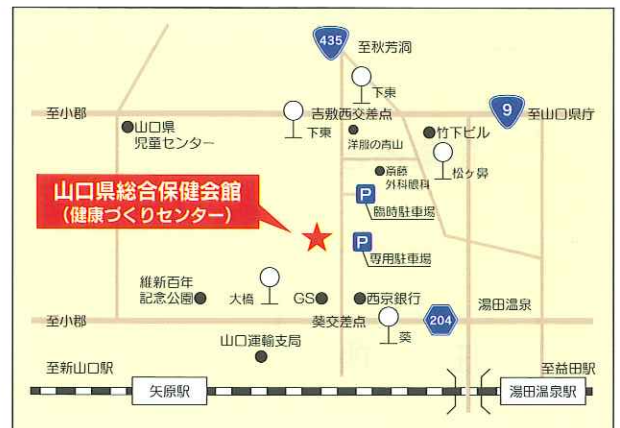 435
至秋芳洞
下東
至小郡
吉敷西交差点
9
至山口県庁
山口県
児童センター
下東
洋服の青山
竹下ビル
斎藤
外科眼科
松ヶ鼻
山口県総合保健会館
（健康づくりセンター）
P
臨時駐車場
P
専用駐車場
維新百年
記念公園
大橋
GS
西京銀行
湯田温泉
至小郡
葵交差点
204
葵
山口運輸支局
至新山口駅
至益田駅
矢原駅
湯田温泉駅